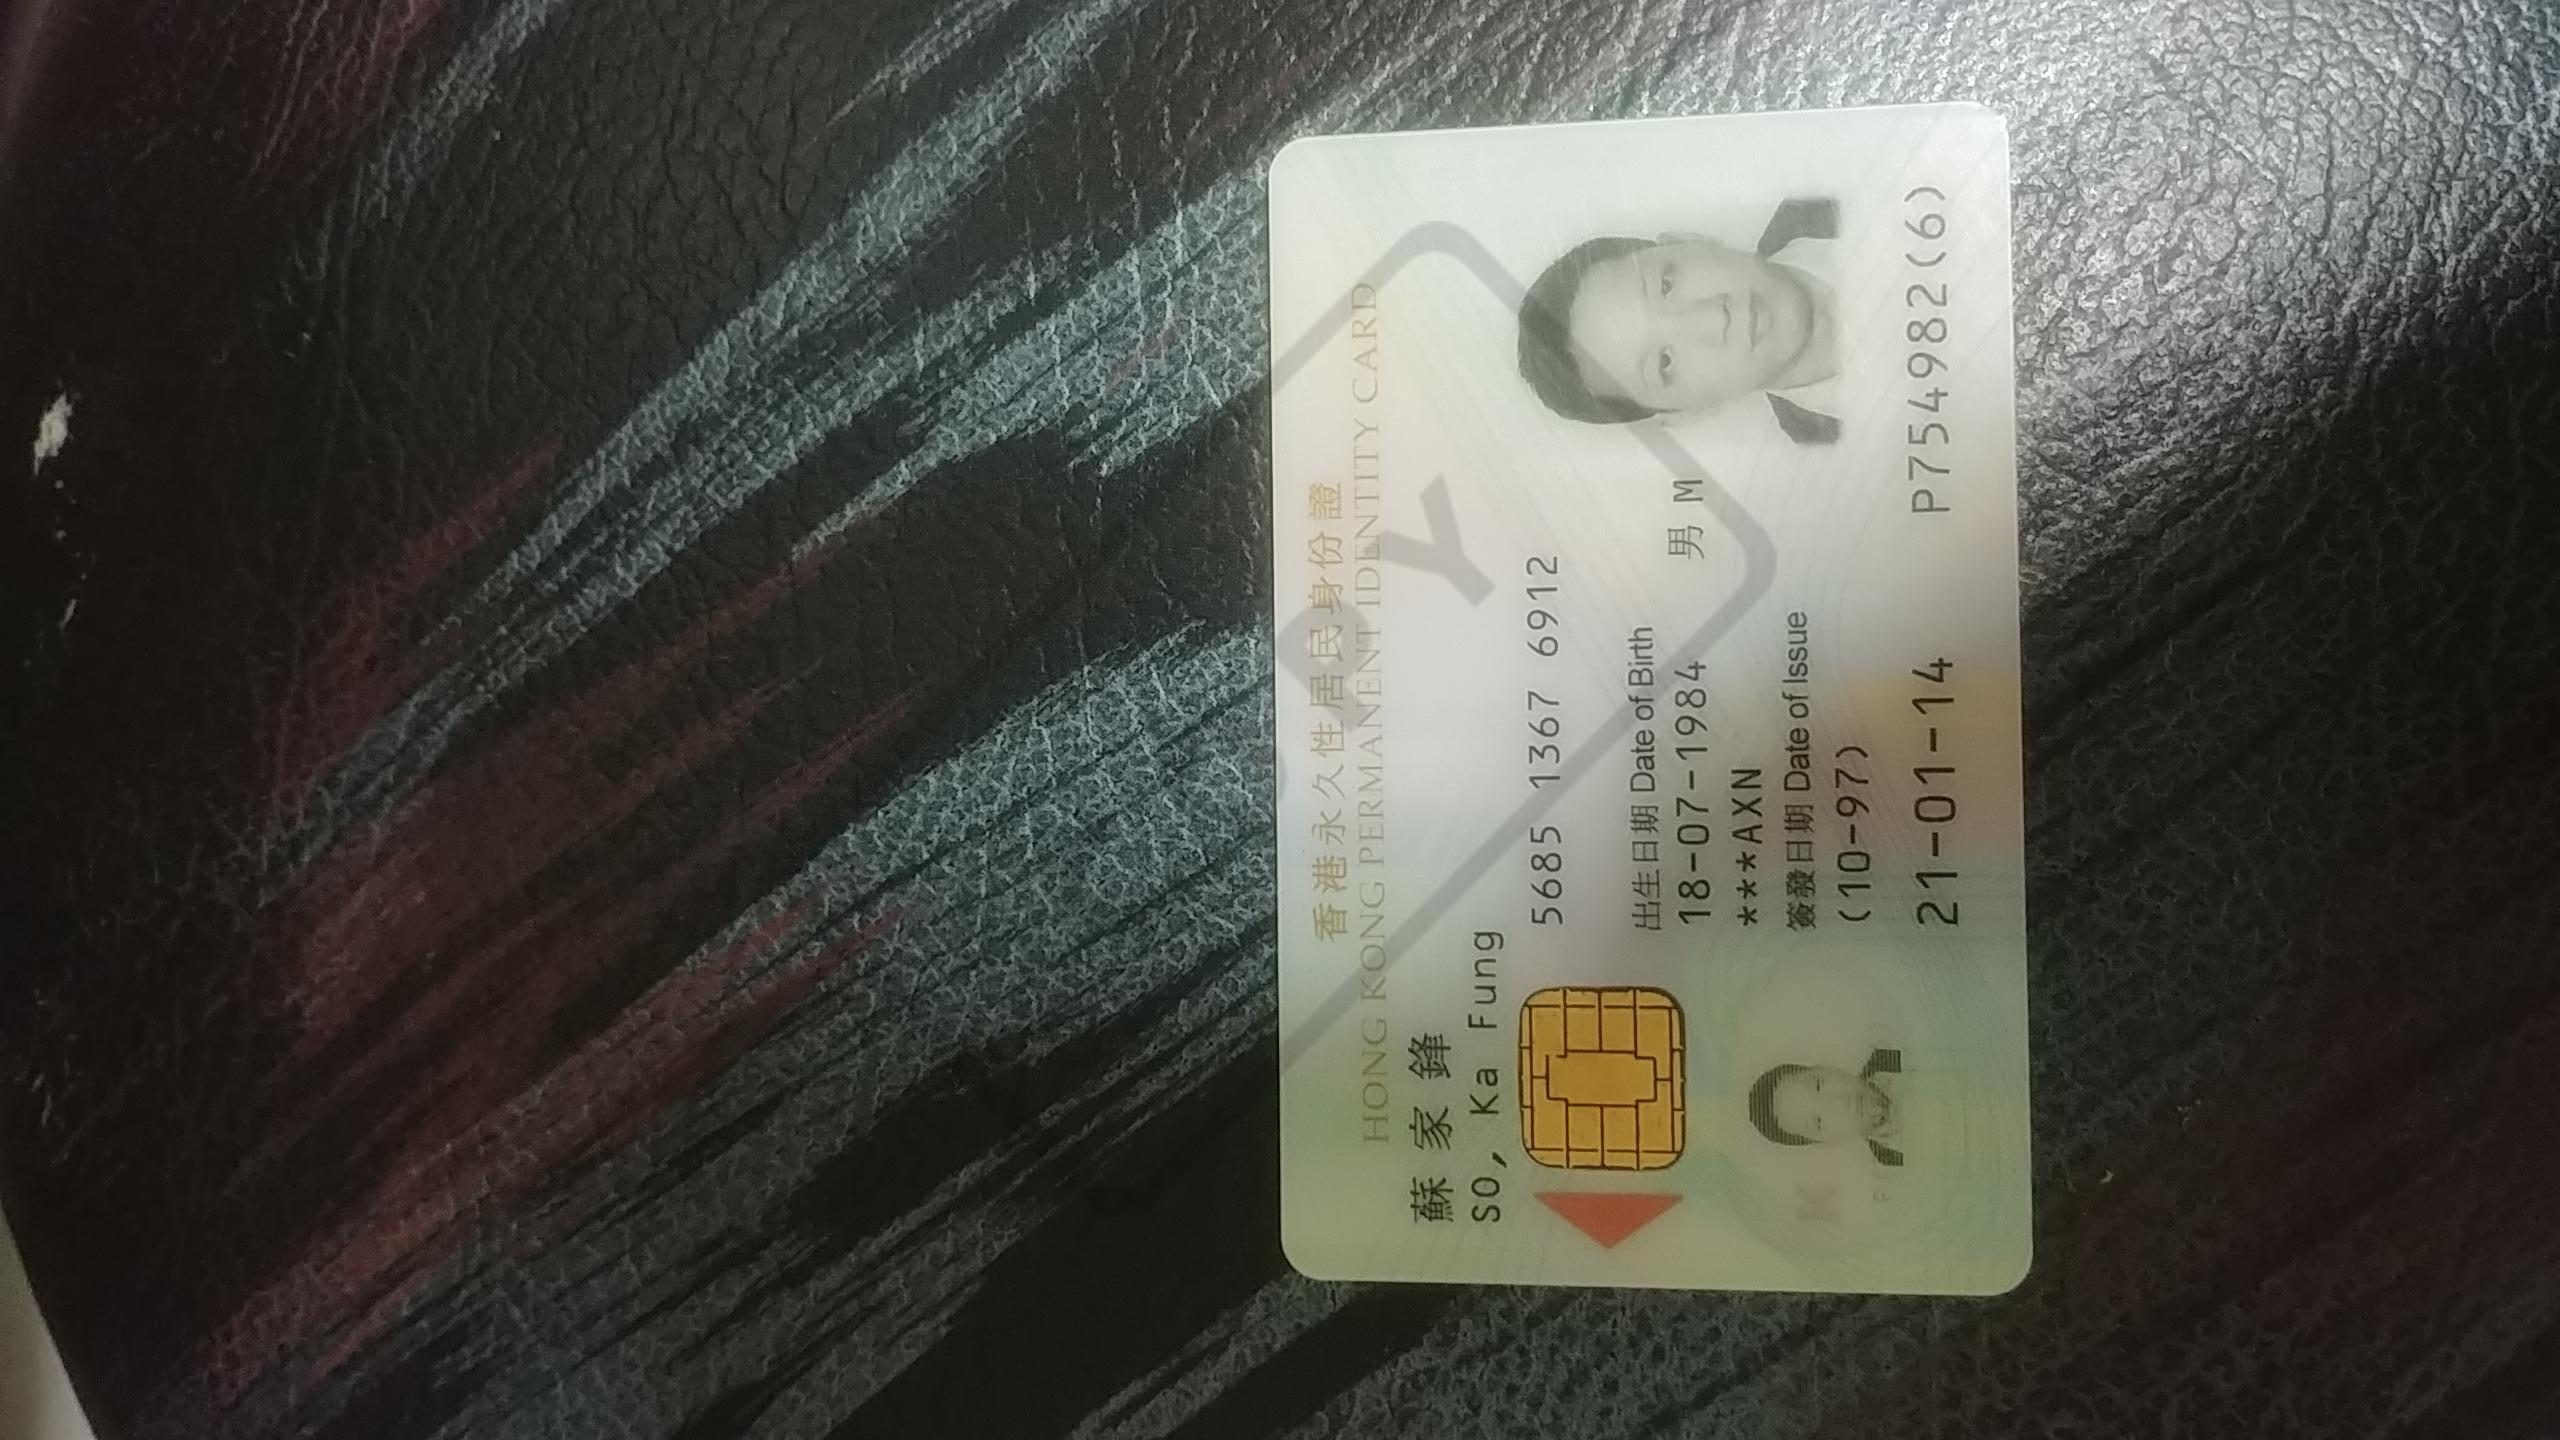 香港永久性居民身份證
HONG KONG PERMANENT IDENTITY CARD
蘇家鋒
SO, Ka Fung
5685 1367 6912
出生日期 Date of Birth
18-07-1984 男 M
***AXN
簽發日期 Date of Issue
(10-97)
21-01-14 P754982(6)